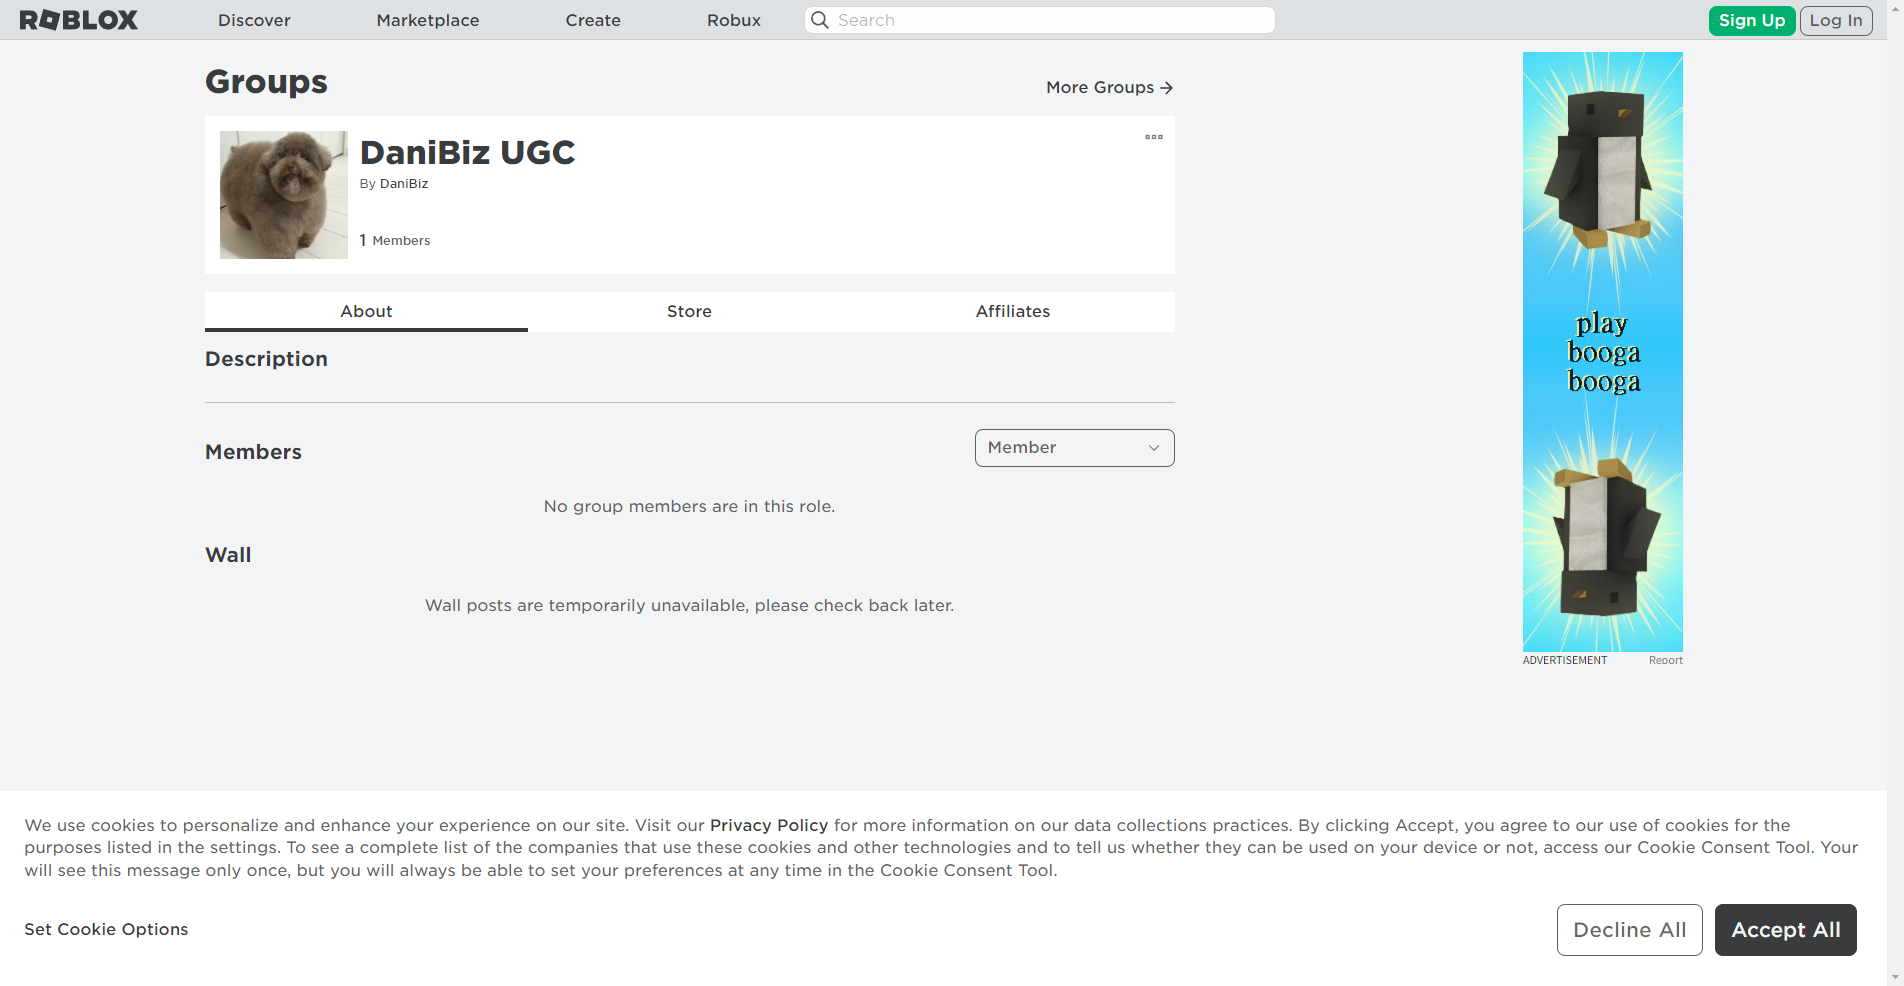 ROBLOX
Discover
Marketplace
Create
Robux
Search
Sign Up
Log In
Groups
More Groups
DaniBiz UGC
By DaniBiz
1 Members
About
Store
Affiliates
Description
Members
Member
No group members are in this role.
Wall
Wall posts are temporarily unavailable, please check back later.
play
booga
booga
ADVERTISEMENT
Report
We use cookies to personalize and enhance your experience on our site. Visit our Privacy Policy for more information on our data collections practices. By clicking Accept, you agree to our use of cookies for the
purposes listed in the settings. To see a complete list of the companies that use these cookies and other technologies and to tell us whether they can be used on your device or not, access our Cookie Consent Tool. Your
will see this message only once, but you will always be able to set your preferences at any time in the Cookie Consent Tool.
Set Cookie Options
Decline All
Accept All